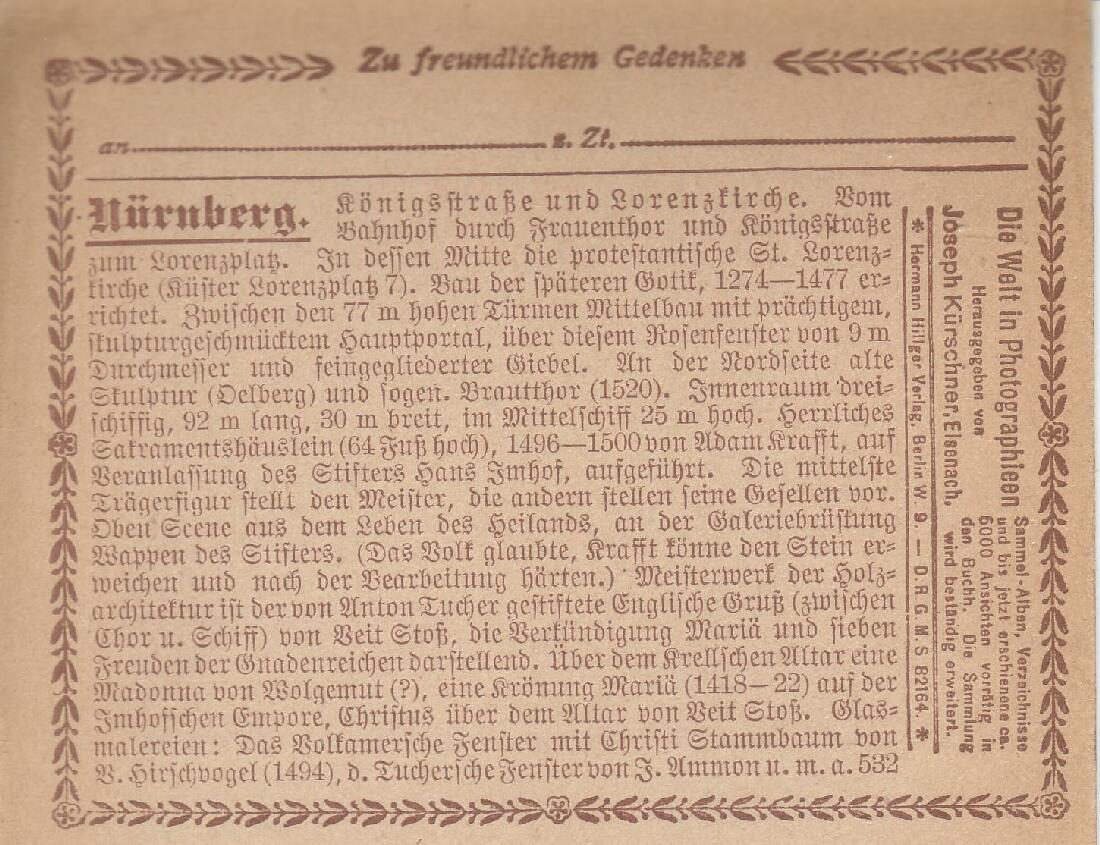 Zu freundlichem Gedenken
an z. Zt.
Nürnberg. Königsstraße und Lorenzkirche. Vom
Bahnhof durch Frauenthor und Königsstraße
zum Lorenzplatz. In dessen Mitte die protestantische St. Lorenz-
kirche (Küster Lorenzplatz 7). Bau der späteren Gotik, 1274—1477 er-
richtet. Zwischen den 77 m hohen Türmen Mittelbau mit prächtigem,
skulpturgeschmücktem Hauptportal, über diesem Rosenfenster von 9 m
Durchmesser und feingegliederter Giebel. An der Nordseite alte
Skulptur (Oelberg) und sogen. Brautthor (1520). Innenraum drei-
schiffig, 92 m lang, 30 m breit, im Mittelschiff 25 m hoch. Herrliches
Sakramentshäuslein (64 Fuß hoch), 1496—1500 von Adam Krafft, auf
Veranlassung des Stifters Hans Imhof, aufgeführt. Die mittelste
Trägerfigur stellt den Meister, die andern stellen seine Gesellen vor.
Oben Scene aus dem Leben des Heilands, an der Galeriebrüstung
Wappen des Stifters. (Das Volk glaubte, Krafft könne den Stein er-
weichen und nach der Bearbeitung härten.) Meisterwerk der Holz-
architektur ist der von Anton Tucher gestiftete Englische Gruß (zwischen
Chor u. Schiff) von Veit Stoß, die Verkündigung Mariä und sieben
Freuden der Gnadenreichen darstellend. Über dem Krellschen Altar eine
Madonna von Wolgemut (?), eine Krönung Mariä (1418—22) auf der
Imhofschen Empore, Christus über dem Altar von Veit Stoß. Glas-
malereien: Das Volkamersche Fenster mit Christi Stammbaum von
V. Hirschvogel (1494), d. Tuchersche Fenster von J. Ammon u. m. a. 532
Die Welt in Photographieen
Herausgegeben von
Joseph Kürschner, Eisenach.
Sammel-Alben, Verzeichnisse
und bis jetzt erschienene ca.
6000 Ansichten vorrätig in
den Buchh. Die Sammlung
wird beständig erweitert.
* Hermann Hillger Verlag, Berlin W 9. — D. R. G. M. S 82164. *